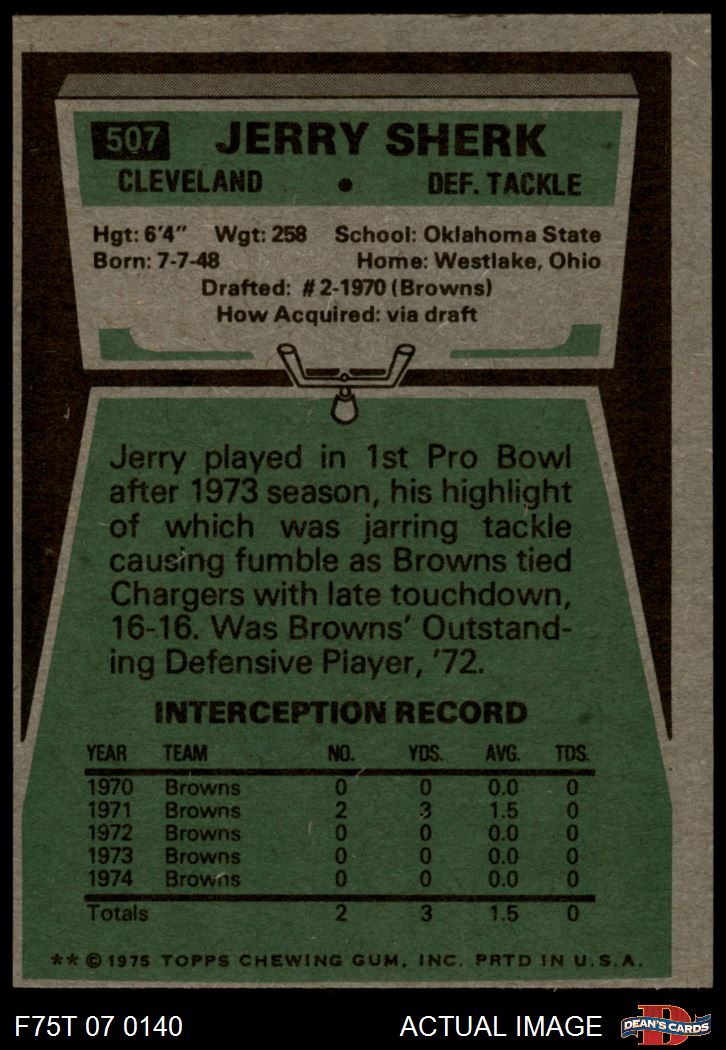 507 JERRY SHERK
CLEVELAND • DEF. TACKLE
Hgt: 6'4" Wgt: 258 School: Oklahoma State
Born: 7-7-48 Home: Westlake, Ohio
Drafted: #2-1970 (Browns)
How Acquired: via draft
Jerry played in 1st Pro Bowl
after 1973 season, his highlight
of which was jarring tackle
causing fumble as Browns tied
Chargers with late touchdown,
16-16. Was Browns' Outstand-
ing Defensive Player, '72.
INTERCEPTION RECORD
YEAR TEAM NO. YDS. AVG. TDS.
1970 Browns 0 0 0.0 0
1971 Browns 2 3 1.5 0
1972 Browns 0 0 0.0 0
1973 Browns 0 0 0.0 0
1974 Browns 0 0 0.0 0
Totals 2 3 1.5 0
** © 1975 TOPPS CHEWING GUM, INC. PRTD IN U.S.A.
F75T 07 0140 ACTUAL IMAGE D DEAN'S CARDS